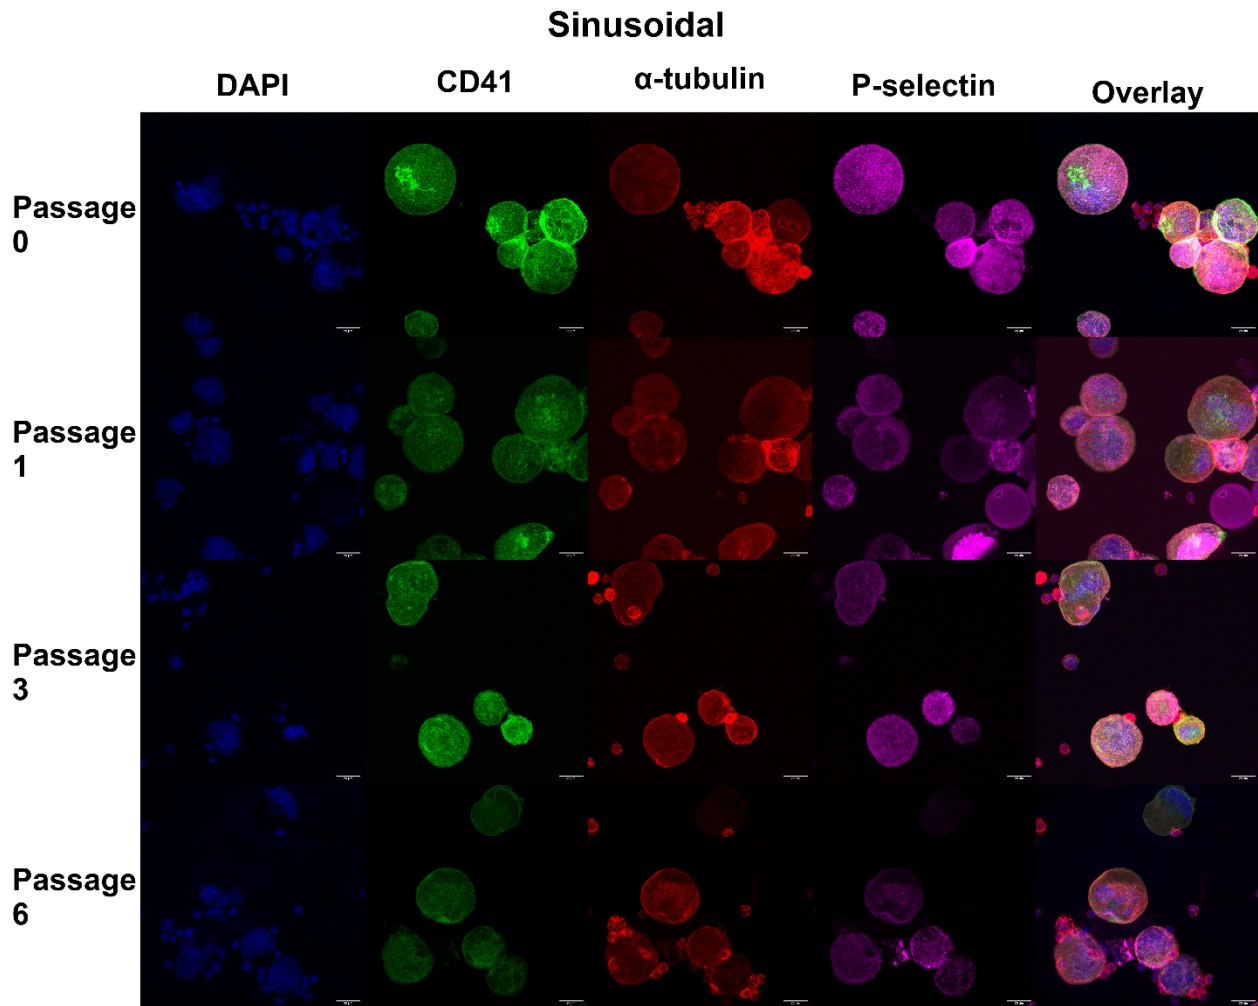 Sinusoidal
DAPI CD41 α-tubulin P-selectin Overlay
Passage
0
Passage
1
Passage
3
Passage
6